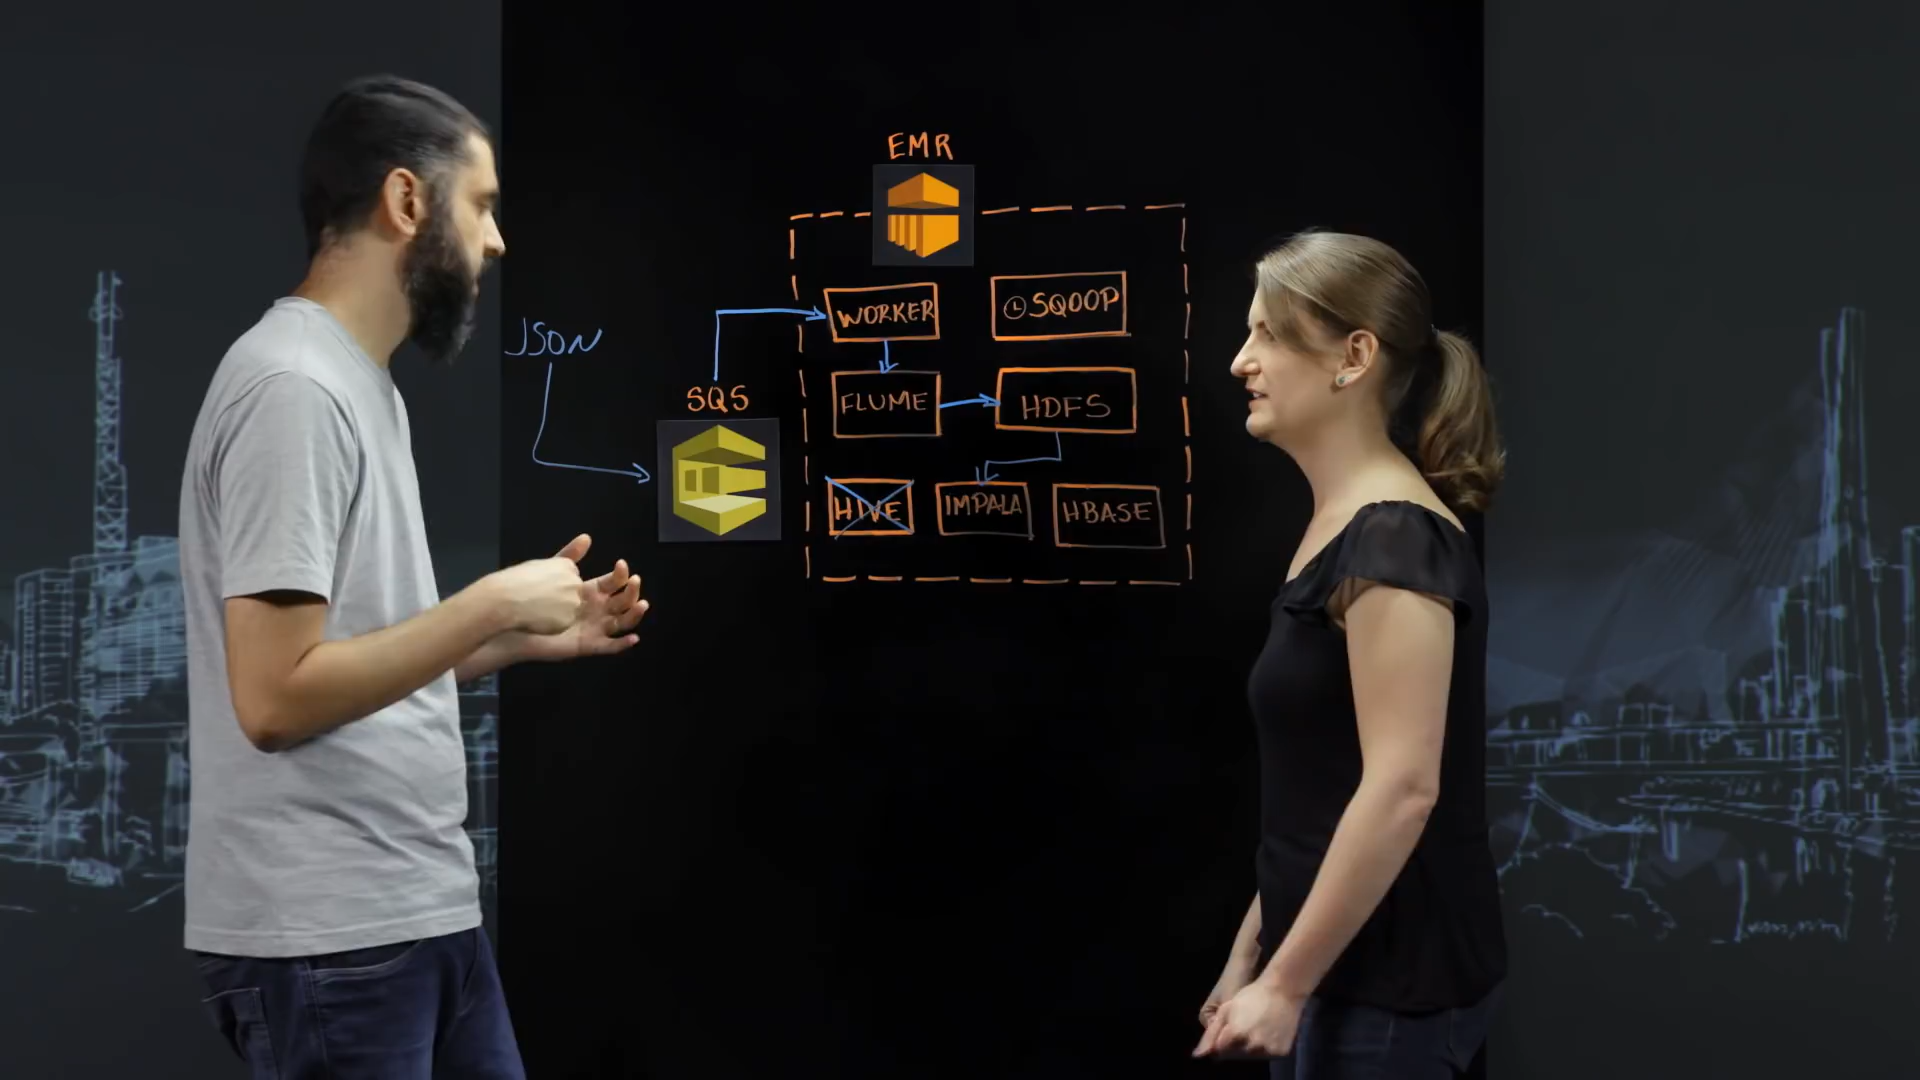 EMR
WORKER
SQOOP
JSON
SQS
FLUME
HDFS
HIVE
IMPALA
HBASE